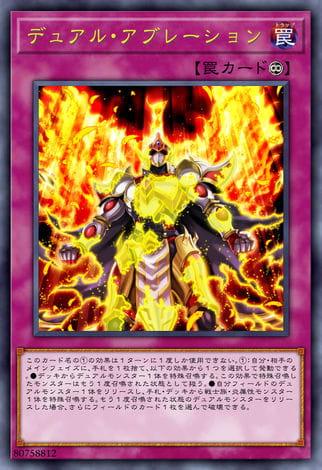 デュアル・アブレーション
トラップ
罠
【罠カード】
このカード名の①の効果は１ターンに１度しか使用できない。①：自分・相手の
メインフェイズに、手札を１枚捨て、以下の効果から１つを選択して発動できる
。●デッキからデュアルモンスター１体を特殊召喚する。この効果で特殊召喚し
たモンスターはもう１度召喚された状態として扱う。●自分フィールドのデュア
ルモンスター１体をリリースし、手札・デッキから戦士族・炎属性モンスター
１体を特殊召喚する。もう１度召喚された状態のデュアルモンスターをリリー
スした場合、さらにフィールドのカード１枚を選んで破壊できる。
80758812